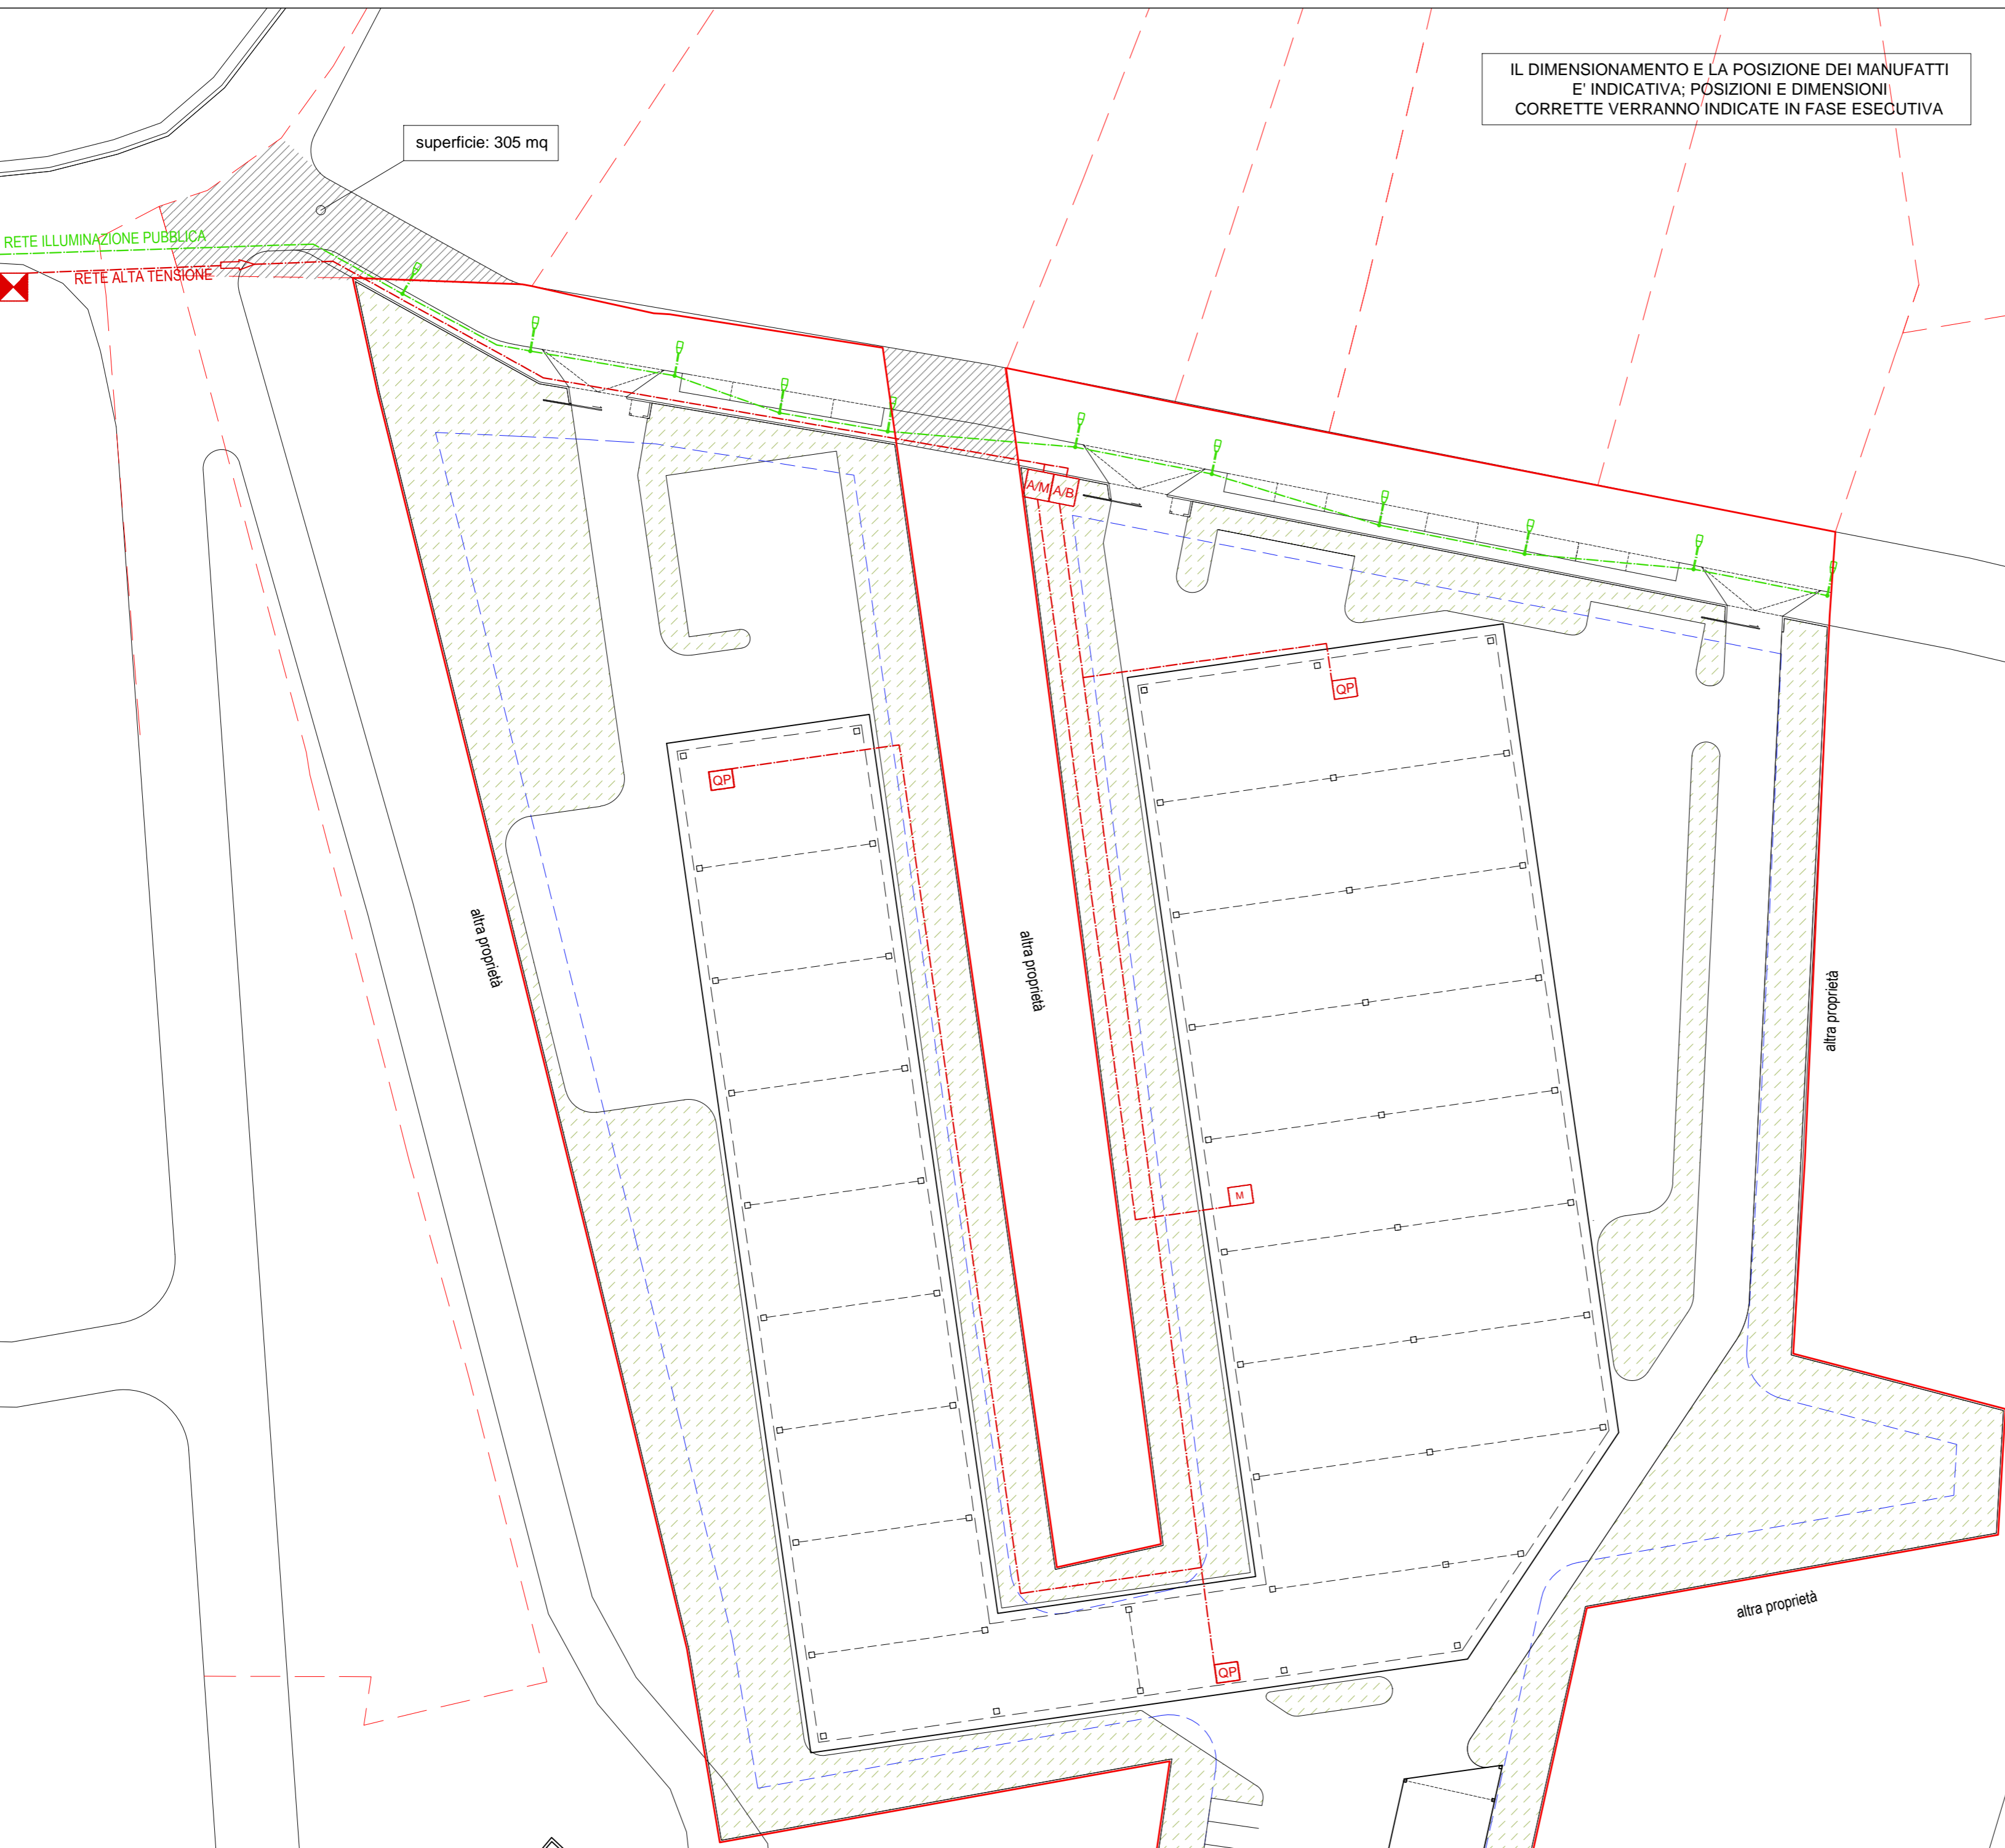 IL DIMENSIONAMENTO E LA POSIZIONE DEI MANUFATTI
E' INDICATIVA; POSIZIONI E DIMENSIONI
CORRETTE VERRANNO INDICATE IN FASE ESECUTIVA
superficie: 305 mq
RETE ILLUMINAZIONE PUBBLICA
RETE ALTA TENSIONE
A/M
A/B
QP
QP
altra proprietà
altra proprietà
altra proprietà
M
altra proprietà
QP